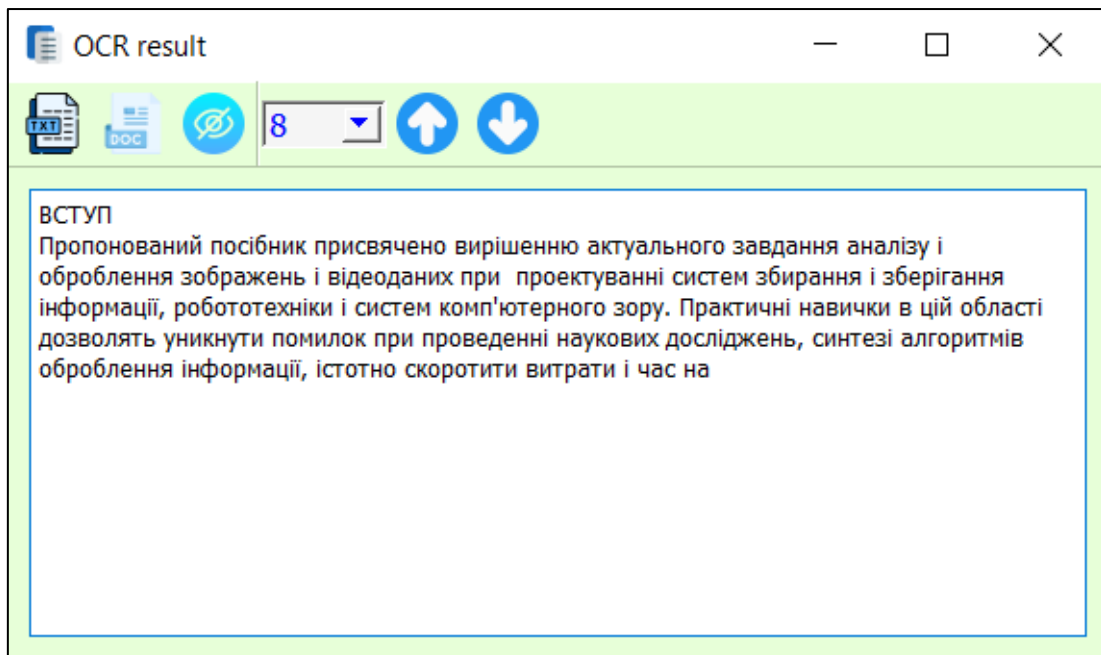 OCR result
TXT
DOC
8
ВСТУП
Пропонований посібник присвячено вирішенню актуального завдання аналізу і
оброблення зображень і відеоданих при  проектуванні систем збирання і зберігання
інформації, робототехніки і систем комп'ютерного зору. Практичні навички в цій області
дозволять уникнути помилок при проведенні наукових досліджень, синтезі алгоритмів
оброблення інформації, істотно скоротити витрати і час на